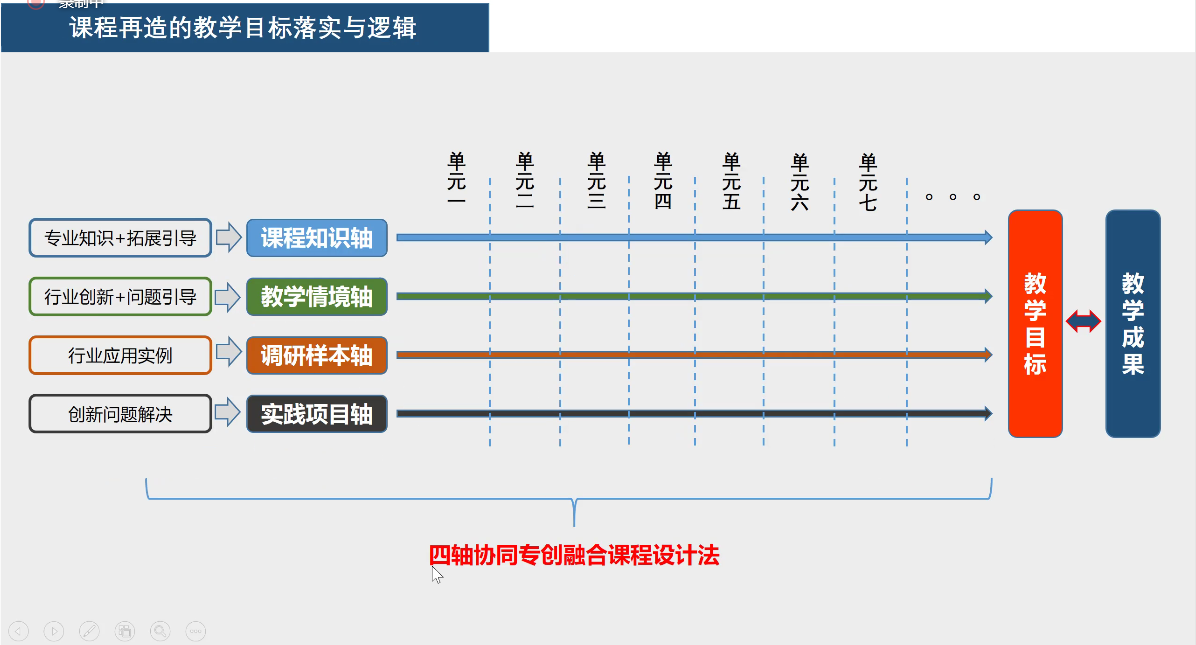 录制中
课程再造的教学目标落实与逻辑
单元一
单元二
单元三
单元四
单元五
单元六
单元七
。。。
专业知识+拓展引导
课程知识轴
行业创新+问题引导
教学情境轴
行业应用实例
调研样本轴
创新问题解决
实践项目轴
教学目标
教学成果
四轴协同专创融合课程设计法